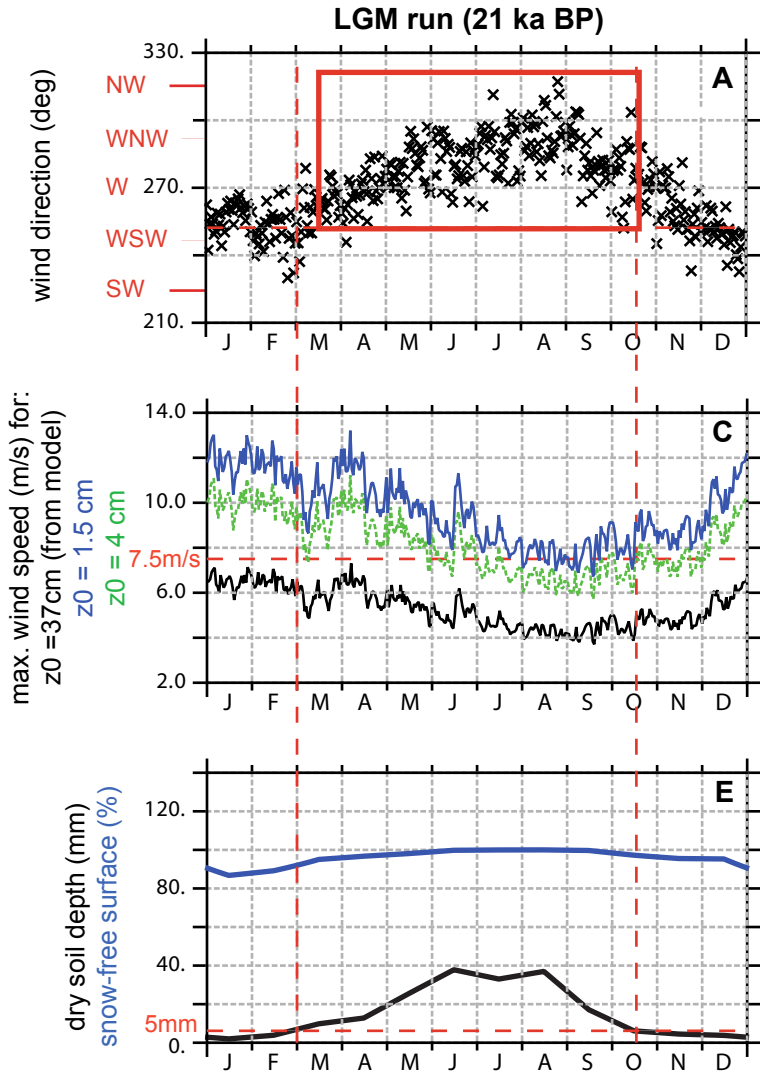 LGM run (21 ka BP)
A
wind direction (deg)
330.
NW
WNW
270.
W
WSW
SW
210.
J F M A M J J A S O N D
C
max. wind speed (m/s) for:
z0 =37cm (from model)
z0 = 1.5 cm
z0 = 4 cm
14.0
10.0
7.5m/s
6.0
2.0
J F M A M J J A S O N D
E
dry soil depth (mm)
snow-free surface (%)
120.
80.
40.
5mm
0.
J F M A M J J A S O N D